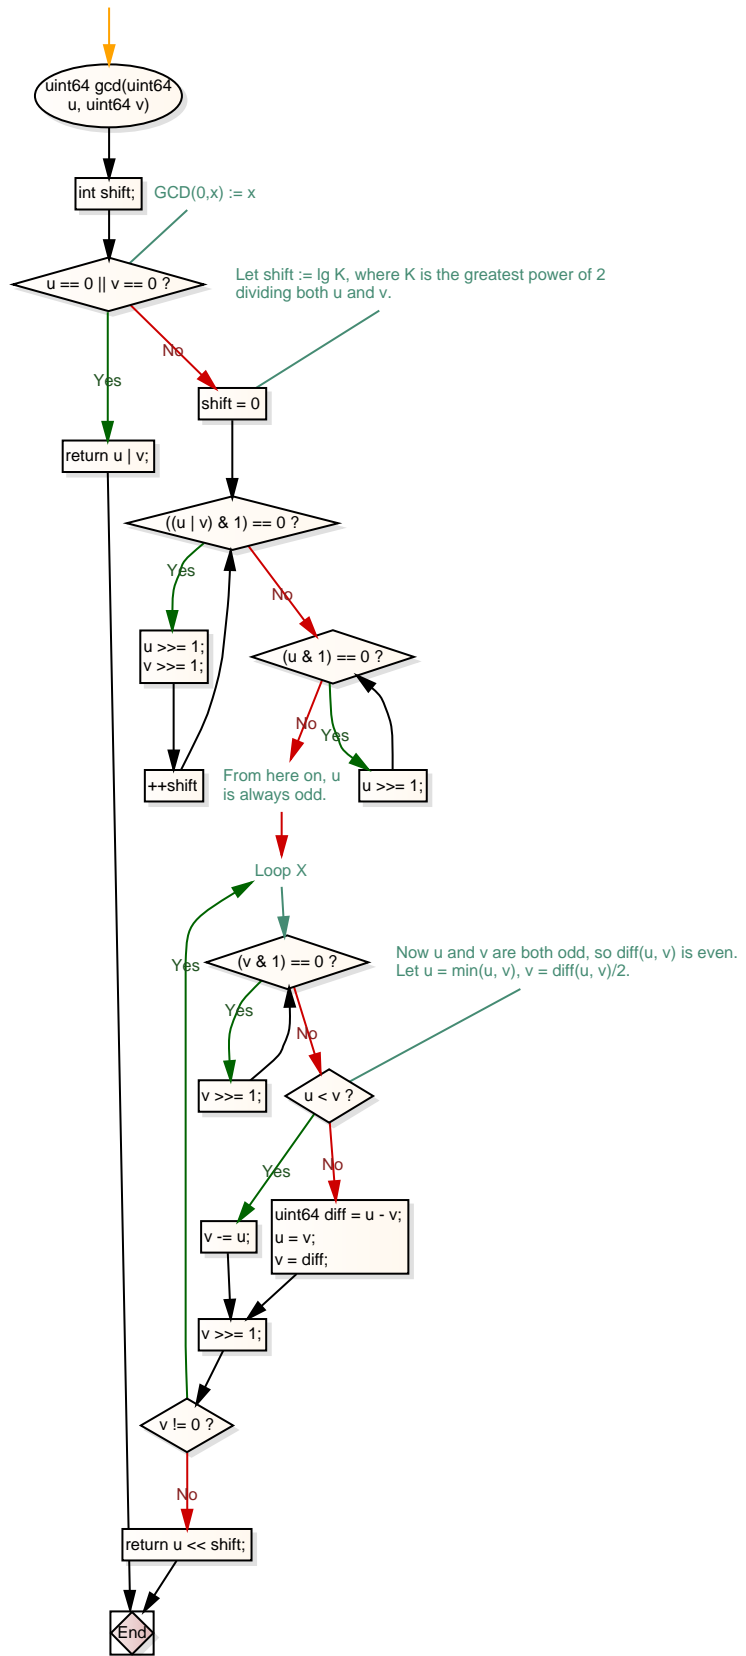 uint64 gcd(uint64
u, uint64 v)
int shift;
GCD(0,x) := x
u == 0 || v == 0 ?
Let shift := lg K, where K is the greatest power of 2
dividing both u and v.
No
Yes
shift = 0
return u | v;
((u | v) & 1) == 0 ?
Yes
No
u >>= 1;
v >>= 1;
(u & 1) == 0 ?
No
Yes
++shift
From here on, u
is always odd.
u >>= 1;
Loop X
Yes
(v & 1) == 0 ?
Now u and v are both odd, so diff(u, v) is even.
Let u = min(u, v), v = diff(u, v)/2.
Yes
No
v >>= 1;
u < v ?
Yes
No
v -= u;
uint64 diff = u - v;
u = v;
v = diff;
v >>= 1;
v != 0 ?
No
return u << shift;
End